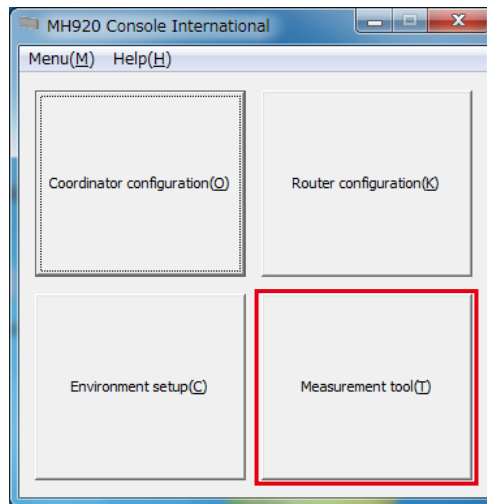 MH920 Console International
Menu(M) Help(H)
Coordinator configuration(O) Router configuration(K)
Environment setup(C) Measurement tool(T)